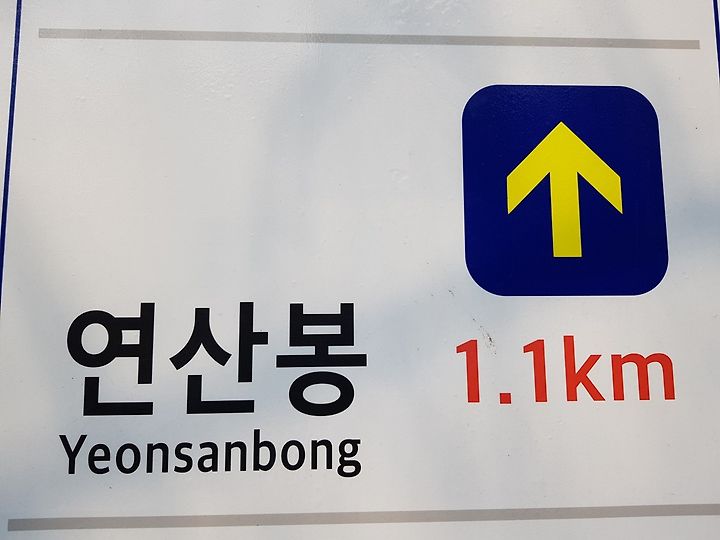 연산봉
Yeonsanbong
1.1km